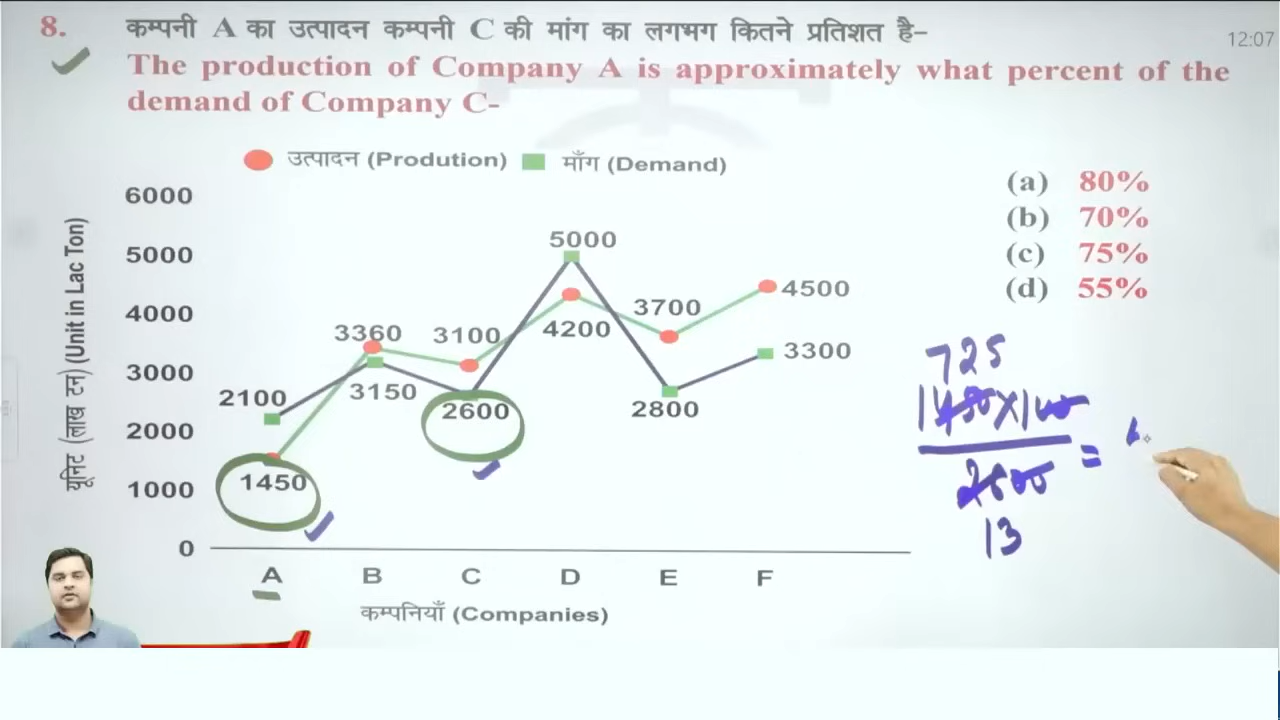 8. कम्पनी A का उत्पादन कम्पनी C की मांग का लगभग कितने प्रतिशत है-
12:07
The production of Company A is approximately what percent of the
demand of Company C-
उत्पादन (Prodution) माँग (Demand)
(a) 80%
(b) 70%
(c) 75%
(d) 55%
यूनिट (लाख टन) (Unit in Lac Ton)
6000
5000
4000
3000
2000
1000
0
2100
1450
3360
3150
3100
2600
5000
4200
3700
2800
4500
3300
A B C D E F
कम्पनियाँ (Companies)
725
1450×100
2600
=
13